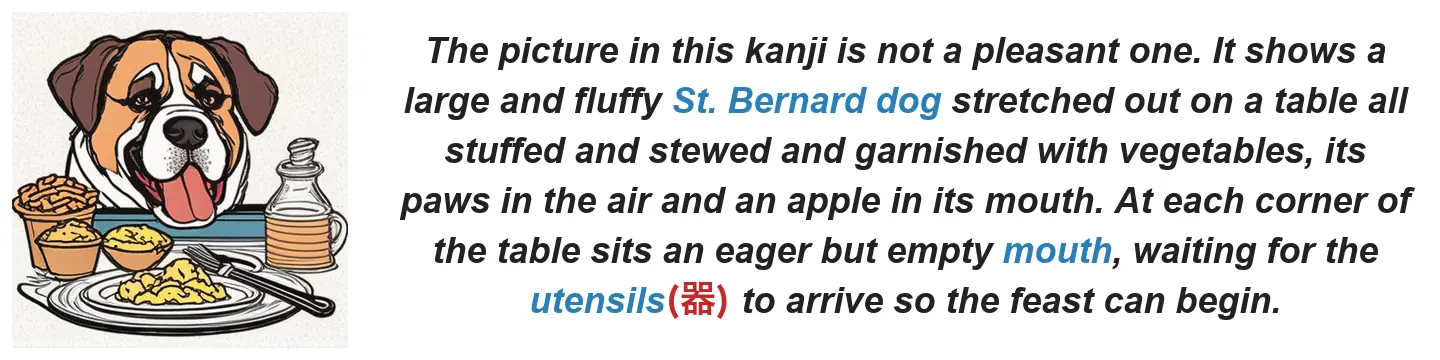 The picture in this kanji is not a pleasant one. It shows a
large and fluffy St. Bernard dog stretched out on a table all
stuffed and stewed and garnished with vegetables, its
paws in the air and an apple in its mouth. At each corner of
the table sits an eager but empty mouth, waiting for the
utensils(器) to arrive so the feast can begin.